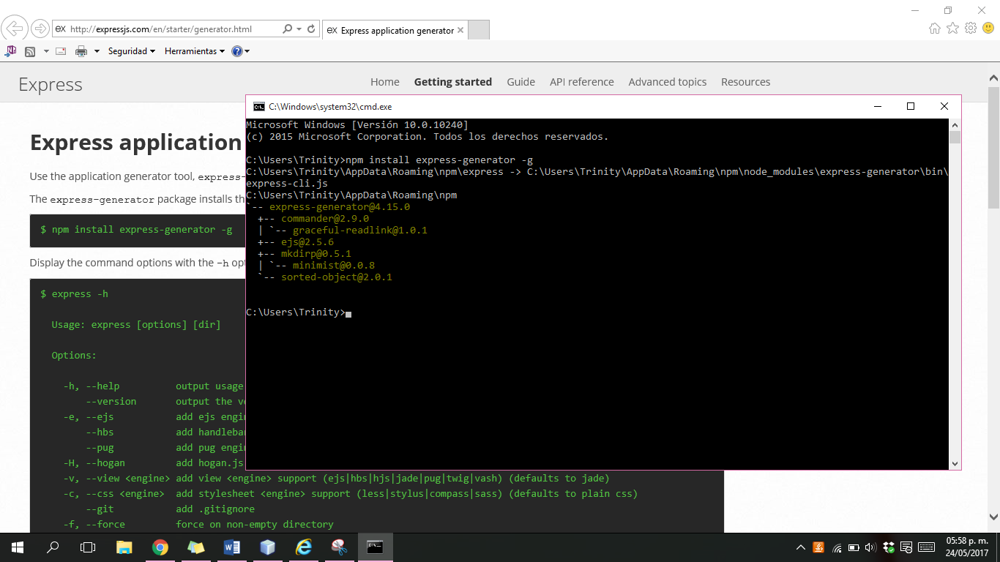 http://expressjs.com/en/starter/generator.html
Express application generator
Seguridad Herramientas
Express
Home Getting started Guide API reference Advanced topics Resources
C:\Windows\system32\cmd.exe
Microsoft Windows [Versión 10.0.10240]
(c) 2015 Microsoft Corporation. Todos los derechos reservados.
C:\Users\Trinity>npm install express-generator -g
C:\Users\Trinity\AppData\Roaming\npm\express -> C:\Users\Trinity\AppData\Roaming\npm\node_modules\express-generator\bin\
express-cli.js
C:\Users\Trinity\AppData\Roaming\npm
`-- express-generator@4.15.0
+-- commander@2.9.0
| `-- graceful-readlink@1.0.1
+-- ejs@2.5.6
+-- mkdirp@0.5.1
| `-- minimist@0.0.8
`-- sorted-object@2.0.1
C:\Users\Trinity>
Express application
Use the application generator tool, express-
The express-generator package installs th
$ npm install express-generator -g
Display the command options with the -h opt
$ express -h
Usage: express [options] [dir]
Options:
-h, --help output usage
--version output the ve
-e, --ejs add ejs engin
--hbs add handlebar
--pug add pug engin
-H, --hogan add hogan.js
-v, --view <engine> add view <engine> support (ejs|hbs|hjs|jade|pug|twig|vash) (defaults to jade)
-c, --css <engine> add stylesheet <engine> support (less|stylus|compass|sass) (defaults to plain css)
--git add .gitignore
-f, --force force on non-empty directory
05:58 p. m.
24/05/2017